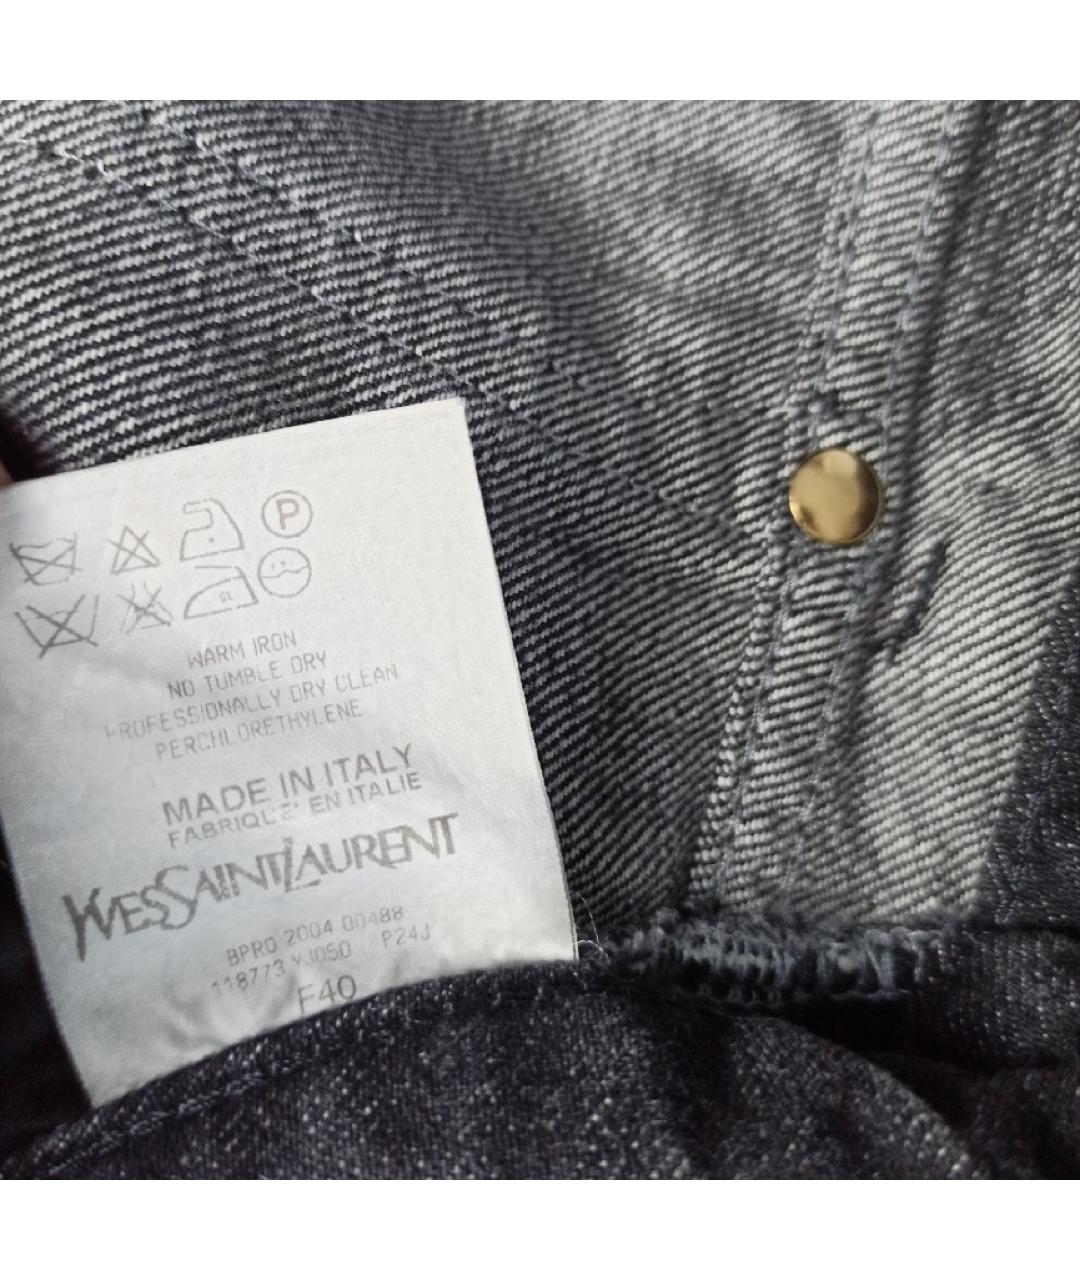 P
WARM IRON
NO TUMBLE DRY
PROFESSIONALLY DRY CLEAN
PERCHLORETHYLENE
MADE IN ITALY
FABRIQUE' EN ITALIE
YVESSAINTLAURENT
BPRO 2004 00488
118773 YJ050 P24J
F40